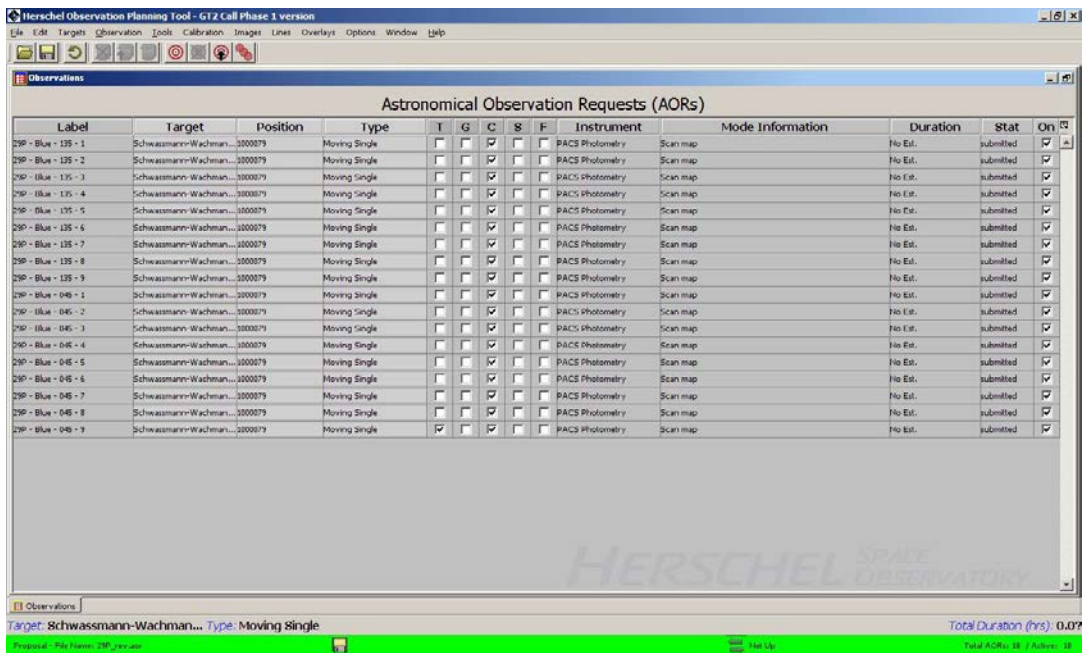 Herschel Observation Planning Tool - GT2 Call Phase 1 version
File Edit Targets Observation Tools Calibration Images Lines Overlays Options Window Help
Observations
Astronomical Observation Requests (AORs)
Label Target Position Type T G C S F Instrument Mode Information Duration Stat On
29P - Blue - 135 - 1 Schwassmann-Wachman... 1000079 Moving Single PACS Photometry Scan map No Est. submitted
29P - Blue - 135 - 2 Schwassmann-Wachman... 1000079 Moving Single PACS Photometry Scan map No Est. submitted
29P - Blue - 135 - 3 Schwassmann-Wachman... 1000079 Moving Single PACS Photometry Scan map No Est. submitted
29P - Blue - 135 - 4 Schwassmann-Wachman... 1000079 Moving Single PACS Photometry Scan map No Est. submitted
29P - Blue - 135 - 5 Schwassmann-Wachman... 1000079 Moving Single PACS Photometry Scan map No Est. submitted
29P - Blue - 135 - 6 Schwassmann-Wachman... 1000079 Moving Single PACS Photometry Scan map No Est. submitted
29P - Blue - 135 - 7 Schwassmann-Wachman... 1000079 Moving Single PACS Photometry Scan map No Est. submitted
29P - Blue - 135 - 8 Schwassmann-Wachman... 1000079 Moving Single PACS Photometry Scan map No Est. submitted
29P - Blue - 135 - 9 Schwassmann-Wachman... 1000079 Moving Single PACS Photometry Scan map No Est. submitted
29P - Blue - 045 - 1 Schwassmann-Wachman... 1000079 Moving Single PACS Photometry Scan map No Est. submitted
29P - Blue - 045 - 2 Schwassmann-Wachman... 1000079 Moving Single PACS Photometry Scan map No Est. submitted
29P - Blue - 045 - 3 Schwassmann-Wachman... 1000079 Moving Single PACS Photometry Scan map No Est. submitted
29P - Blue - 045 - 4 Schwassmann-Wachman... 1000079 Moving Single PACS Photometry Scan map No Est. submitted
29P - Blue - 045 - 5 Schwassmann-Wachman... 1000079 Moving Single PACS Photometry Scan map No Est. submitted
29P - Blue - 045 - 6 Schwassmann-Wachman... 1000079 Moving Single PACS Photometry Scan map No Est. submitted
29P - Blue - 045 - 7 Schwassmann-Wachman... 1000079 Moving Single PACS Photometry Scan map No Est. submitted
29P - Blue - 045 - 8 Schwassmann-Wachman... 1000079 Moving Single PACS Photometry Scan map No Est. submitted
29P - Blue - 045 - 9 Schwassmann-Wachman... 1000079 Moving Single PACS Photometry Scan map No Est. submitted
HERSCHEL SPACE OBSERVATORY
Observations
Target: Schwassmann-Wachman... Type: Moving Single Total Duration (hrs): 0.0?
Proposal - File Name: 29P_rev.aor Net Up Total AORs: 18 / Active: 18